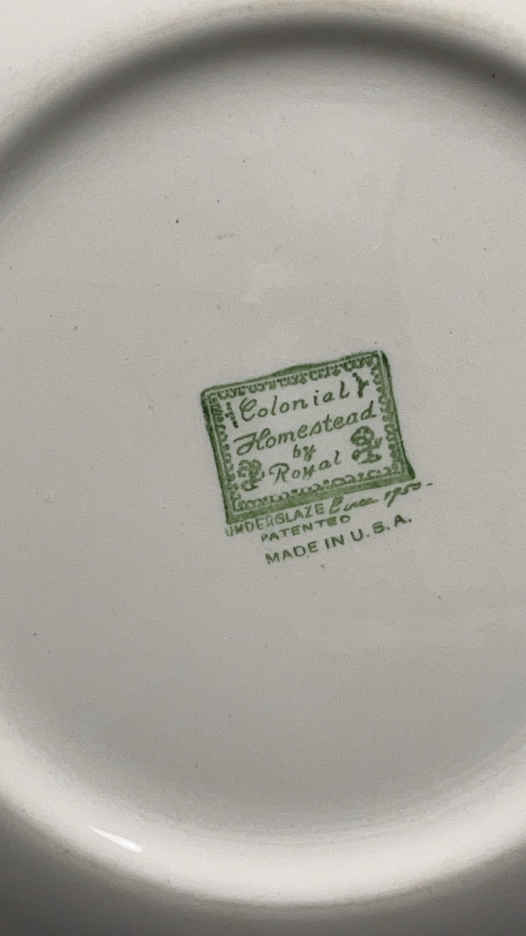 Colonial
Homestead
by
Royal
UNDERGLAZE Circa 1950-
PATENTED
MADE IN U.S.A.